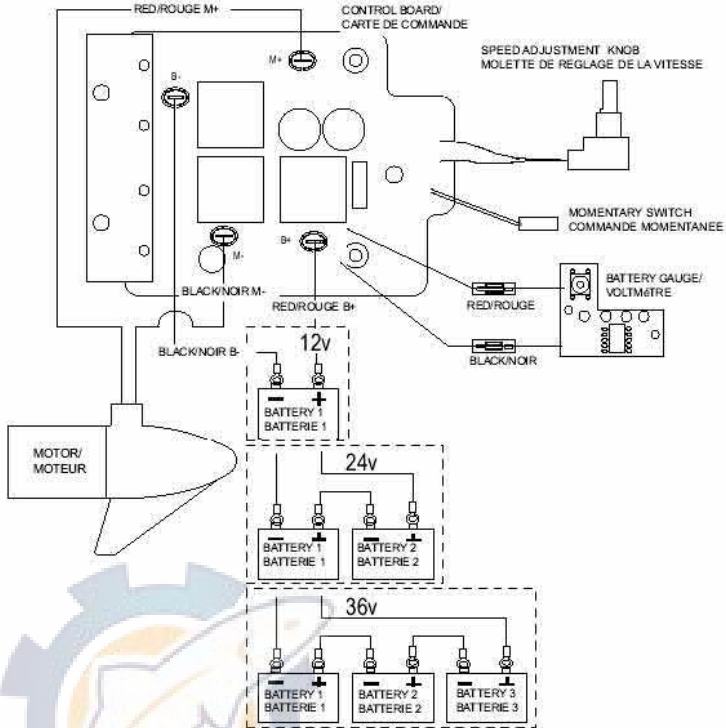 RED/ROUGE M+
CONTROL BOARD/
CARTE DE COMMANDE
SPEED ADJUSTMENT KNOB
MOLETTE DE REGLAGE DE LA VITESSE
M+
B-
MOMENTARY SWITCH
COMMANDE MOMENTANEE
B+
M-
BATTERY GAUGE/
VOLTMéTRE
BLACK/NOIR M-
RED/ROUGE B+
RED/ROUGE
BLACK/NOIR B-
12v
BLACK/NOIR
BATTERY 1
BATTERIE 1
MOTOR/
MOTEUR
24v
BATTERY 1
BATTERIE 1
BATTERY 2
BATTERIE 2
36v
BATTERY 1
BATTERIE 1
BATTERY 2
BATTERIE 2
BATTERY 3
BATTERIE 3